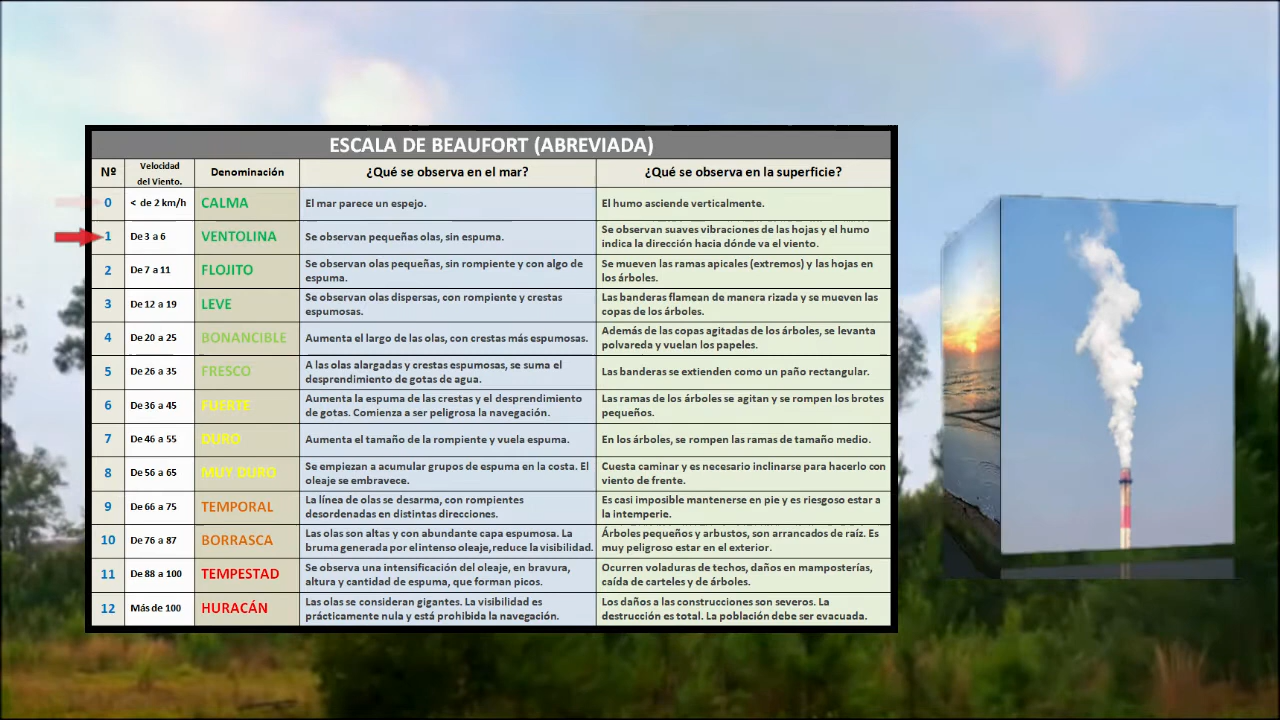 ESCALA DE BEAUFORT (ABREVIADA)
Nº
Velocidad
del Viento.
Denominación
¿Qué se observa en el mar?
¿Qué se observa en la superficie?
0
< de 2 km/h
CALMA
El mar parece un espejo.
El humo asciende verticalmente.
1
De 3 a 6
VENTOLINA
Se observan pequeñas olas, sin espuma.
Se observan suaves vibraciones de las hojas y el humo
indica la dirección hacia dónde va el viento.
2
De 7 a 11
FLOJITO
Se observan olas pequeñas, sin rompiente y con algo de
espuma.
Se mueven las ramas apicales (extremos) y las hojas en
los árboles.
3
De 12 a 19
LEVE
Se observan olas dispersas, con rompiente y crestas
espumosas.
Las banderas flamean de manera rizada y se mueven las
copas de los árboles.
4
De 20 a 25
BONANCIBLE
Aumenta el largo de las olas, con crestas más espumosas.
Además de las copas agitadas de los árboles, se levanta
polvareda y vuelan los papeles.
5
De 26 a 35
FRESCO
A las olas alargadas y crestas espumosas, se suma el
desprendimiento de gotas de agua.
Las banderas se extienden como un paño rectangular.
6
De 36 a 45
FUERTE
Aumenta la espuma de las crestas y el desprendimiento
de gotas. Comienza a ser peligrosa la navegación.
Las ramas de los árboles se agitan y se rompen los brotes
pequeños.
7
De 46 a 55
DURO
Aumenta el tamaño de la rompiente y vuela espuma.
En los árboles, se rompen las ramas de tamaño medio.
8
De 56 a 65
MUY DURO
Se empiezan a acumular grupos de espuma en la costa. El
oleaje se embravece.
Cuesta caminar y es necesario inclinarse para hacerlo con
viento de frente.
9
De 66 a 75
TEMPORAL
La línea de olas se desarma, con rompientes
desordenadas en distintas direcciones.
Es casi imposible mantenerse en pie y es riesgoso estar a
la intemperie.
10
De 76 a 87
BORRASCA
Las olas son altas y con abundante capa espumosa. La
bruma generada por el intenso oleaje, reduce la visibilidad.
Árboles pequeños y arbustos, son arrancados de raíz. Es
muy peligroso estar en el exterior.
11
De 88 a 100
TEMPESTAD
Se observa una intensificación del oleaje, en bravura,
altura y cantidad de espuma, que forman picos.
Ocurren voladuras de techos, daños en mamposterías,
caída de carteles y de árboles.
12
Más de 100
HURACÁN
Las olas se consideran gigantes. La visibilidad es
prácticamente nula y está prohibida la navegación.
Los daños a las construcciones son severos. La
destrucción es total. La población debe ser evacuada.